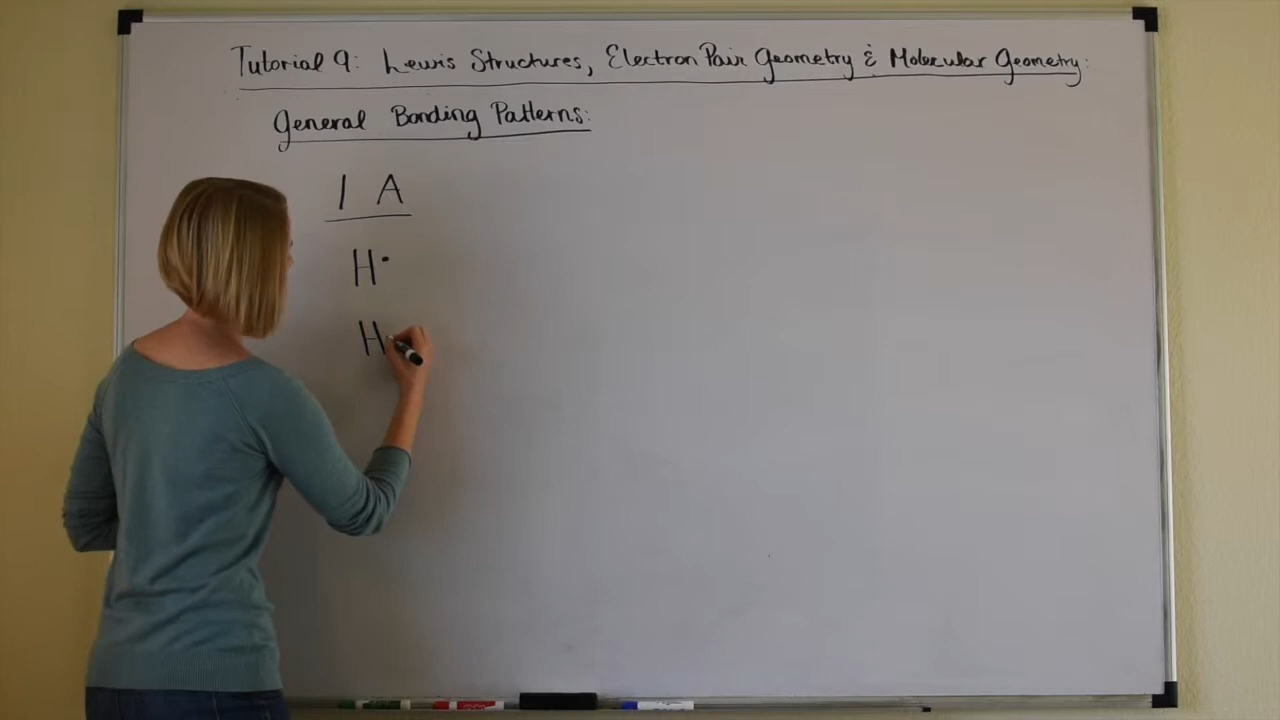 Tutorial 9: Lewis Structures, Electron Pair Geometry & Molecular Geometry:
General Bonding Patterns:
1 A
H·
H